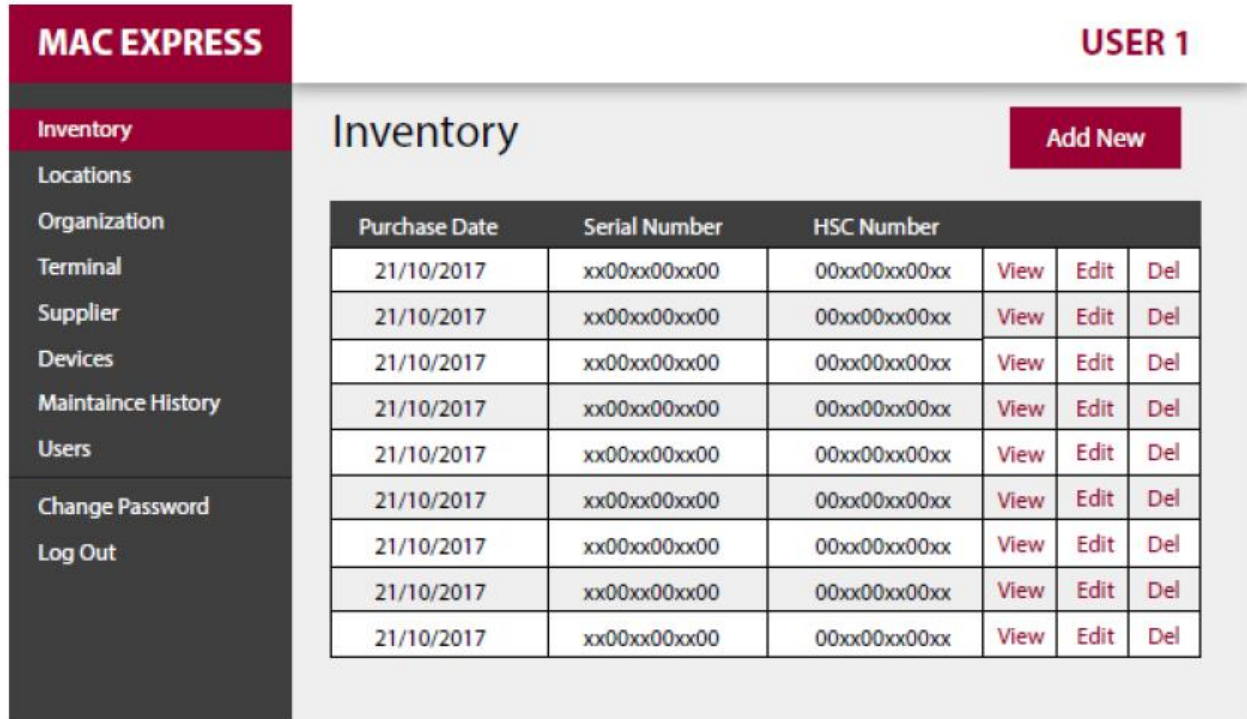 MAC EXPRESS
USER 1
Inventory
Locations
Organization
Terminal
Supplier
Devices
Maintaince History
Users
Change Password
Log Out
Inventory
Add New
Purchase Date Serial Number HSC Number
21/10/2017 xx00xx00xx00 00xx00xx00xx View Edit Del
21/10/2017 xx00xx00xx00 00xx00xx00xx View Edit Del
21/10/2017 xx00xx00xx00 00xx00xx00xx View Edit Del
21/10/2017 xx00xx00xx00 00xx00xx00xx View Edit Del
21/10/2017 xx00xx00xx00 00xx00xx00xx View Edit Del
21/10/2017 xx00xx00xx00 00xx00xx00xx View Edit Del
21/10/2017 xx00xx00xx00 00xx00xx00xx View Edit Del
21/10/2017 xx00xx00xx00 00xx00xx00xx View Edit Del
21/10/2017 xx00xx00xx00 00xx00xx00xx View Edit Del